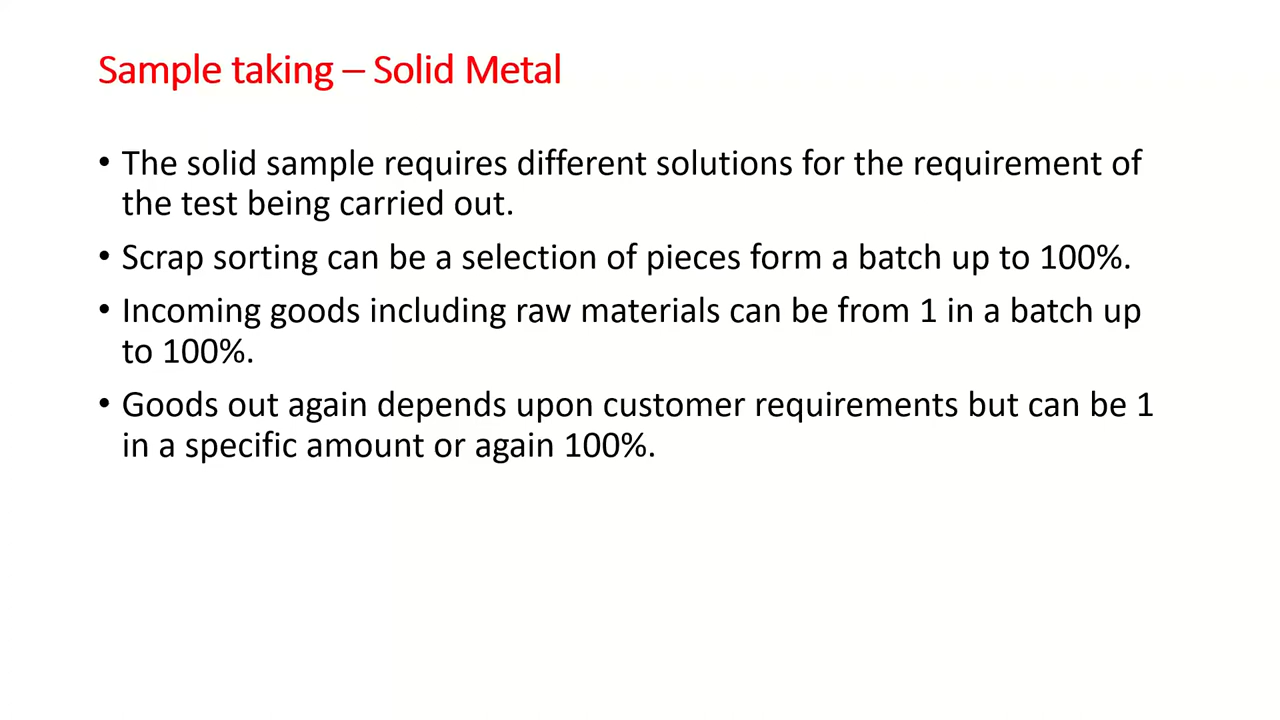 Sample taking – Solid Metal
• The solid sample requires different solutions for the requirement of
the test being carried out.
• Scrap sorting can be a selection of pieces form a batch up to 100%.
• Incoming goods including raw materials can be from 1 in a batch up
to 100%.
• Goods out again depends upon customer requirements but can be 1
in a specific amount or again 100%.